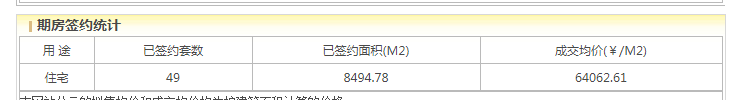 期房签约统计
用 途 已签约套数 已签约面积(M2) 成交均价(¥/M2)
住宅 49 8494.78 64062.61